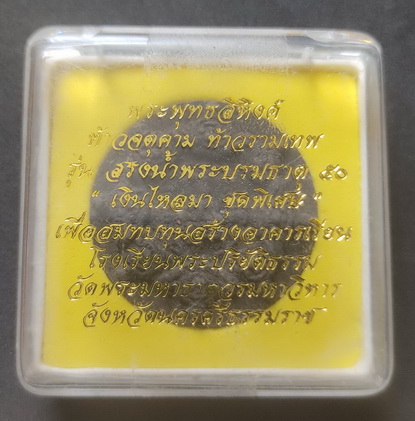 พระพุทธสิหิงค์
ท้าวจตุคาม ท้าวรามเทพ
รุ่น สรงน้ำพระบรมธาตุ ๕๐
" เงินไหลมา ชุดพิเศษ "
เพื่อสมทบทุนสร้างอาคารเรียน
โรงเรียนพระปริยัติธรรม
วัดพระมหาธาตุวรมหาวิหาร
จังหวัดนครศรีธรรมราช